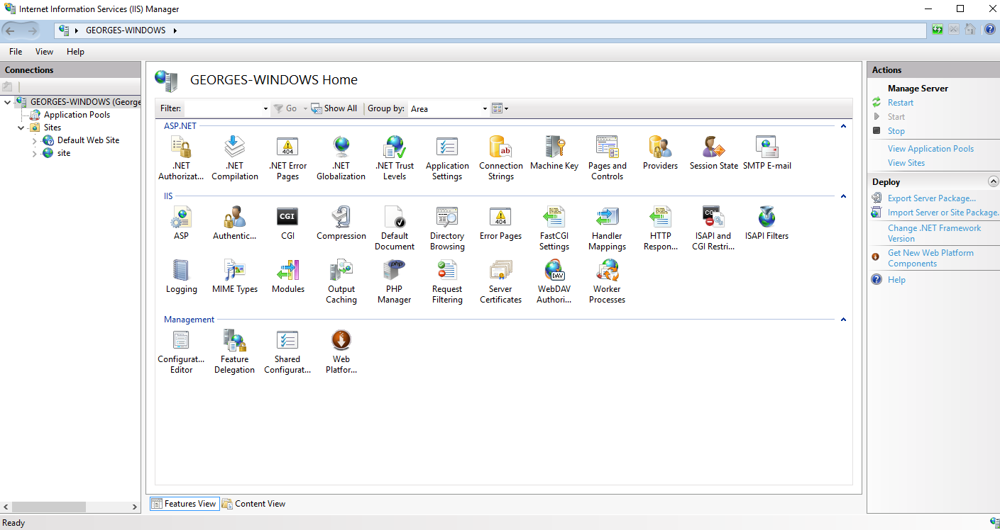 Internet Information Services (IIS) Manager
GEORGES-WINDOWS
File View Help
Connections
GEORGES-WINDOWS (George
Application Pools
Sites
Default Web Site
site
GEORGES-WINDOWS Home
Filter: Go Show All Group by: Area
ASP.NET
.NET Authorizat...
.NET Compilation
.NET Error Pages
.NET Globalization
.NET Trust Levels
Application Settings
Connection Strings
Machine Key
Pages and Controls
Providers
Session State
SMTP E-mail
IIS
ASP
Authentic...
CGI
Compression
Default Document
Directory Browsing
Error Pages
FastCGI Settings
Handler Mappings
HTTP Respon...
ISAPI and CGI Restri...
ISAPI Filters
Logging
MIME Types
Modules
Output Caching
PHP Manager
Request Filtering
Server Certificates
WebDAV Authori...
Worker Processes
Management
Configurat... Editor
Feature Delegation
Shared Configurat...
Web Platfor...
Features View
Content View
Actions
Manage Server
Restart
Start
Stop
View Application Pools
View Sites
Deploy
Export Server Package...
Import Server or Site Package.
Change .NET Framework
Version
Get New Web Platform
Components
Help
Ready